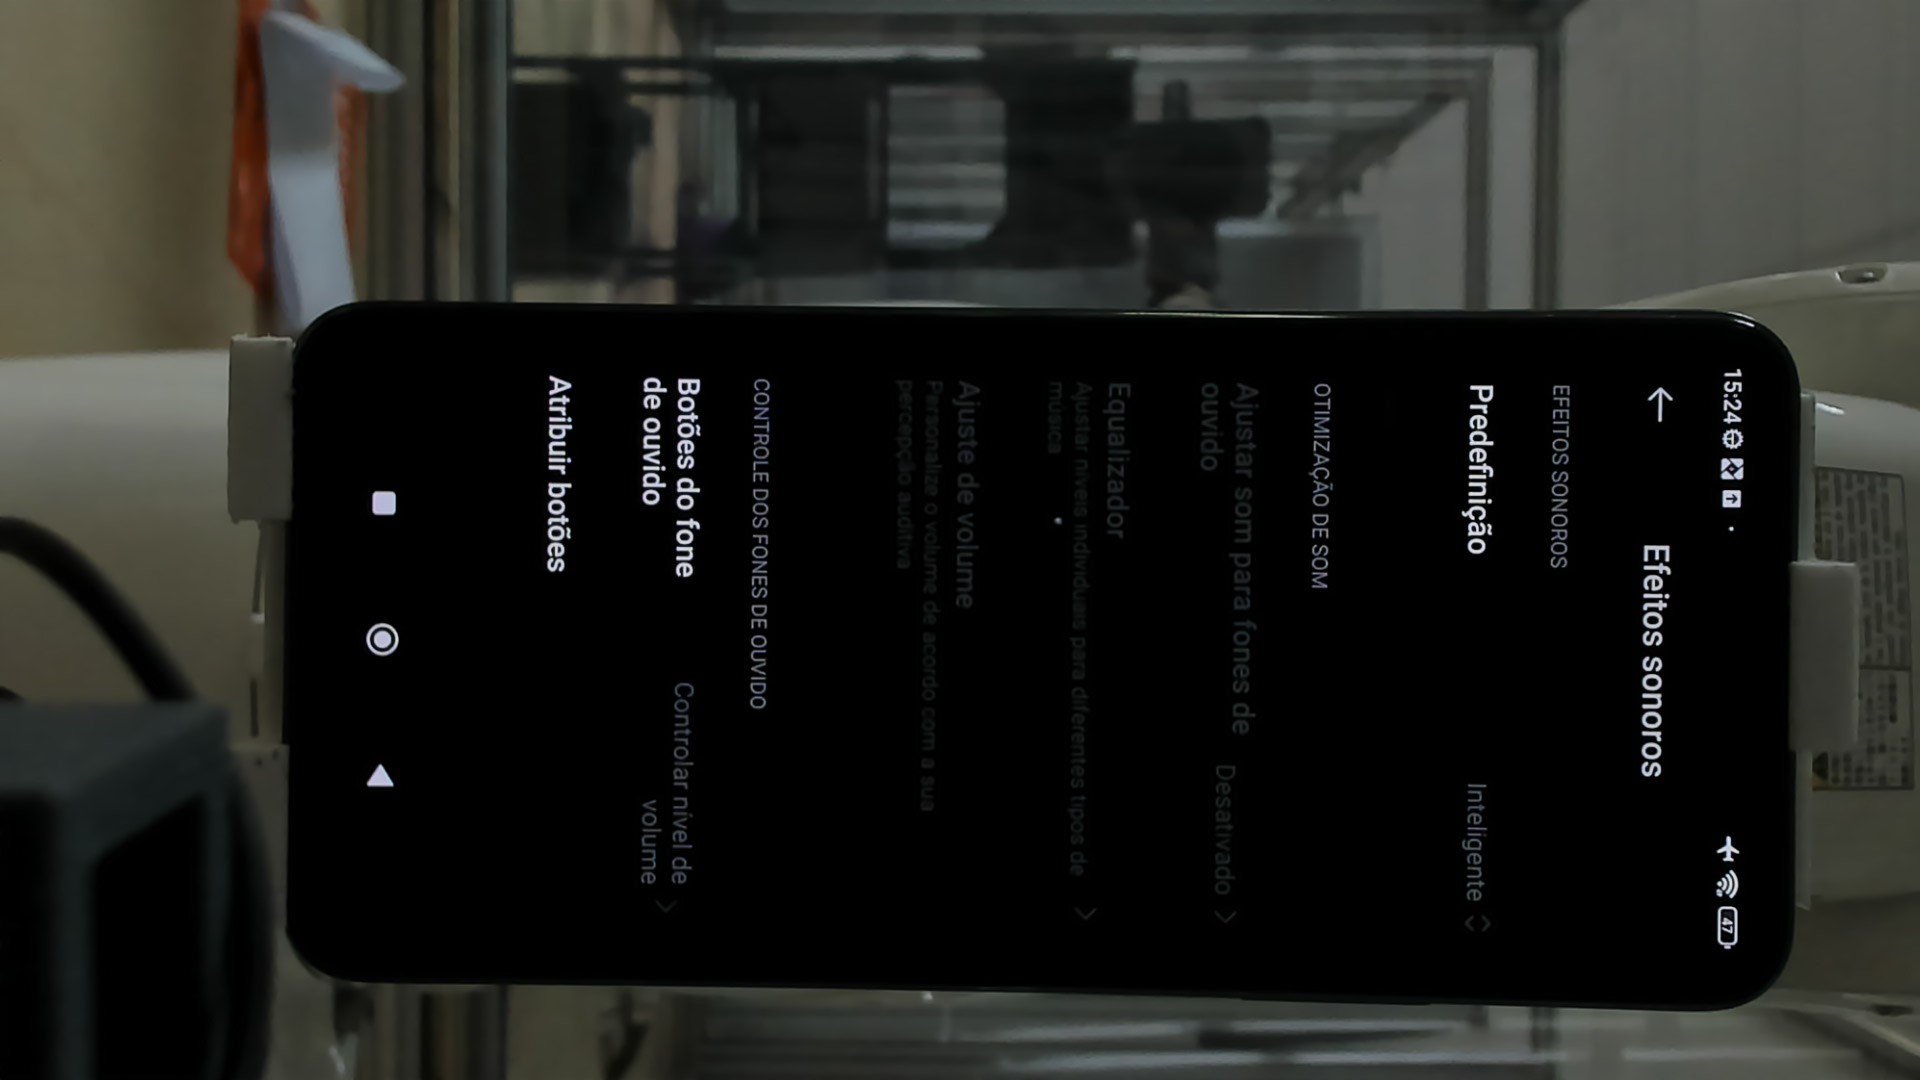 15:24
47
Efeitos sonoros
EFEITOS SONOROS
Predefinição
Inteligente
OTIMIZAÇÃO DE SOM
Ajustar som para fones de
ouvido
Desativado
Equalizador
Ajustar níveis individuais para diferentes tipos de
música
Ajuste de volume
Personalize o volume de acordo com a sua
percepção auditiva
CONTROLE DOS FONES DE OUVIDO
Botões do fone
de ouvido
Controlar nível de
volume
Atribuir botões